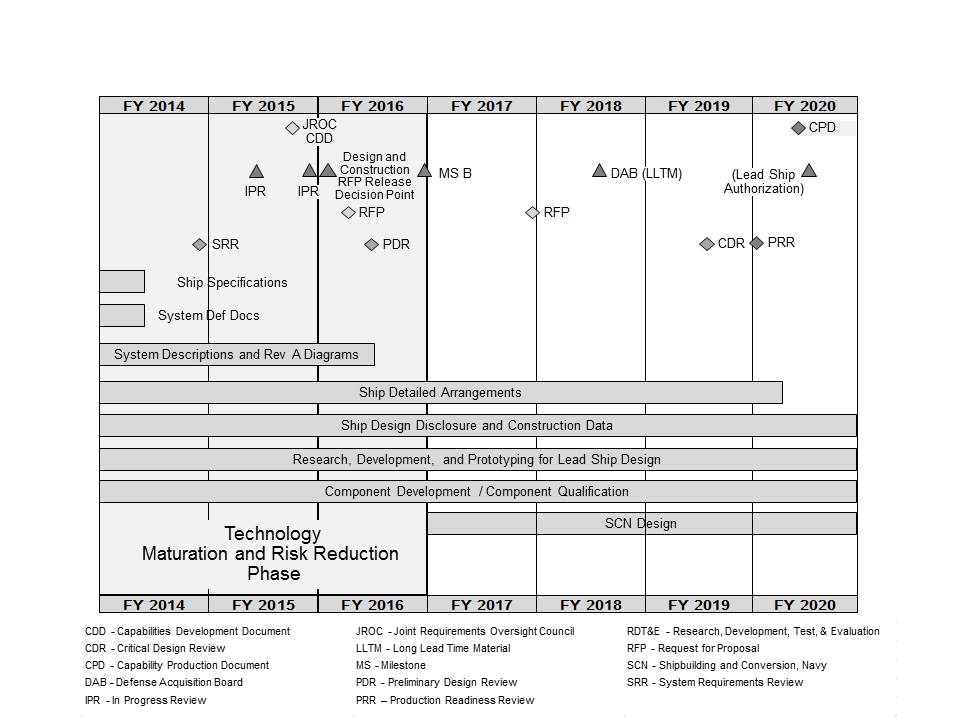 FY 2014 FY 2015 FY 2016 FY 2017 FY 2018 FY 2019 FY 2020
JROC
CDD
CPD
IPR
IPR
Design and
Construction
RFP Release
Decision Point
MS B
DAB (LLTM)
(Lead Ship
Authorization)
RFP
RFP
SRR
PDR
CDR
PRR
Ship Specifications
System Def Docs
System Descriptions and Rev A Diagrams
Ship Detailed Arrangements
Ship Design Disclosure and Construction Data
Research, Development, and Prototyping for Lead Ship Design
Component Development / Component Qualification
SCN Design
Technology
Maturation and Risk Reduction
Phase
FY 2014 FY 2015 FY 2016 FY 2017 FY 2018 FY 2019 FY 2020
CDD - Capabilities Development Document
CDR - Critical Design Review
CPD - Capability Production Document
DAB - Defense Acquisition Board
IPR - In Progress Review
JROC - Joint Requirements Oversight Council
LLTM - Long Lead Time Material
MS - Milestone
PDR - Preliminary Design Review
PRR – Production Readiness Review
RDT&E - Research, Development, Test, & Evaluation
RFP - Request for Proposal
SCN - Shipbuilding and Conversion, Navy
SRR - System Requirements Review